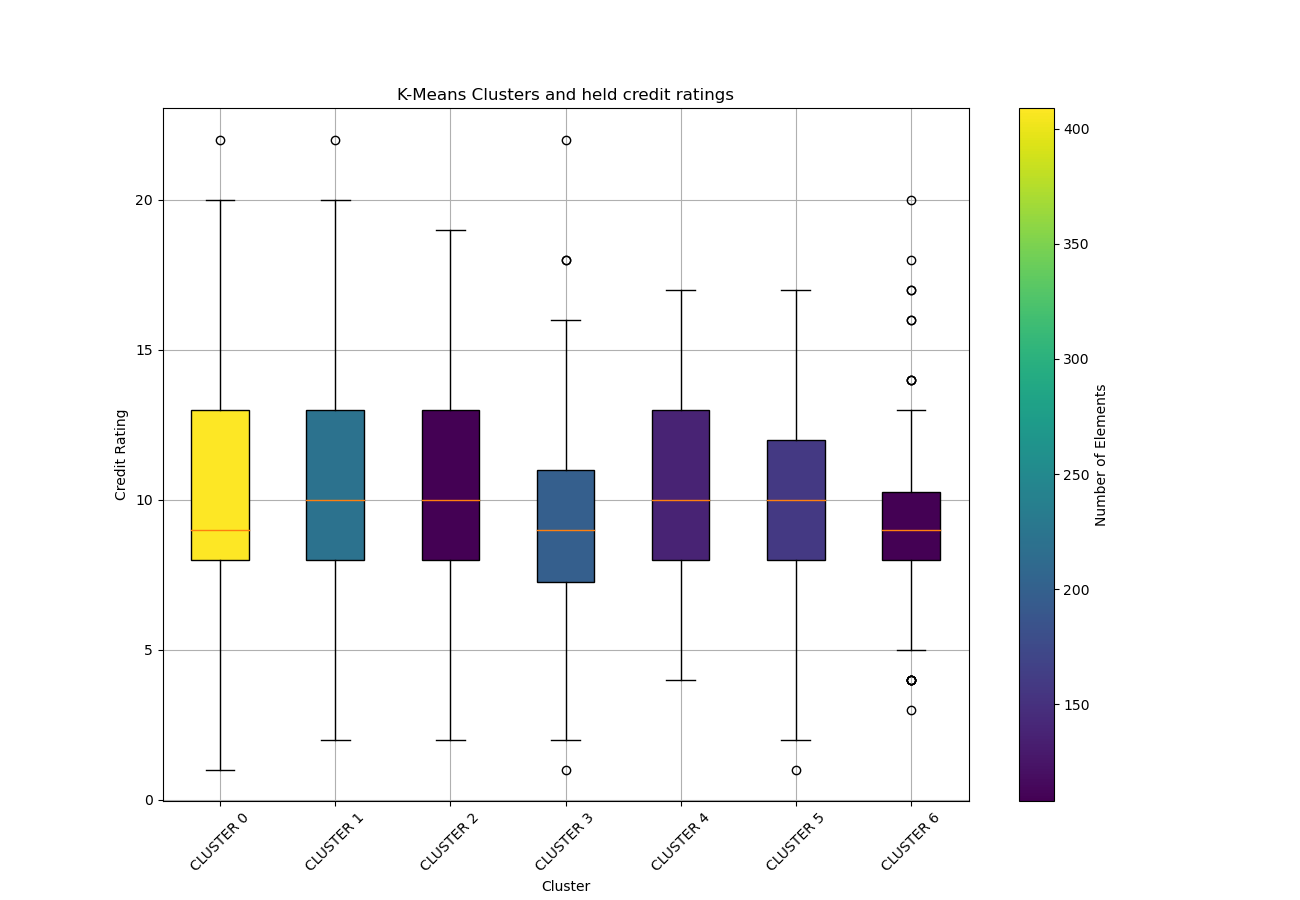 K-Means Clusters and held credit ratings
Credit Rating
20
15
10
5
0
CLUSTER 0
CLUSTER 1
CLUSTER 2
CLUSTER 3
CLUSTER 4
CLUSTER 5
CLUSTER 6
Cluster
400
350
300
250
200
150
Number of Elements